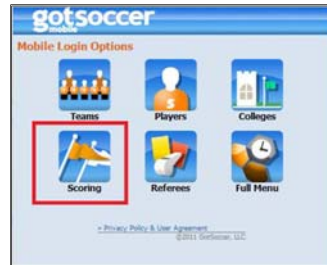 gotsoccer
mobile
Mobile Login Options
Teams Players Colleges
Scoring Referees Full Menu
» Privacy Policy & User Agreement
©2011 GotSoccer, LLC